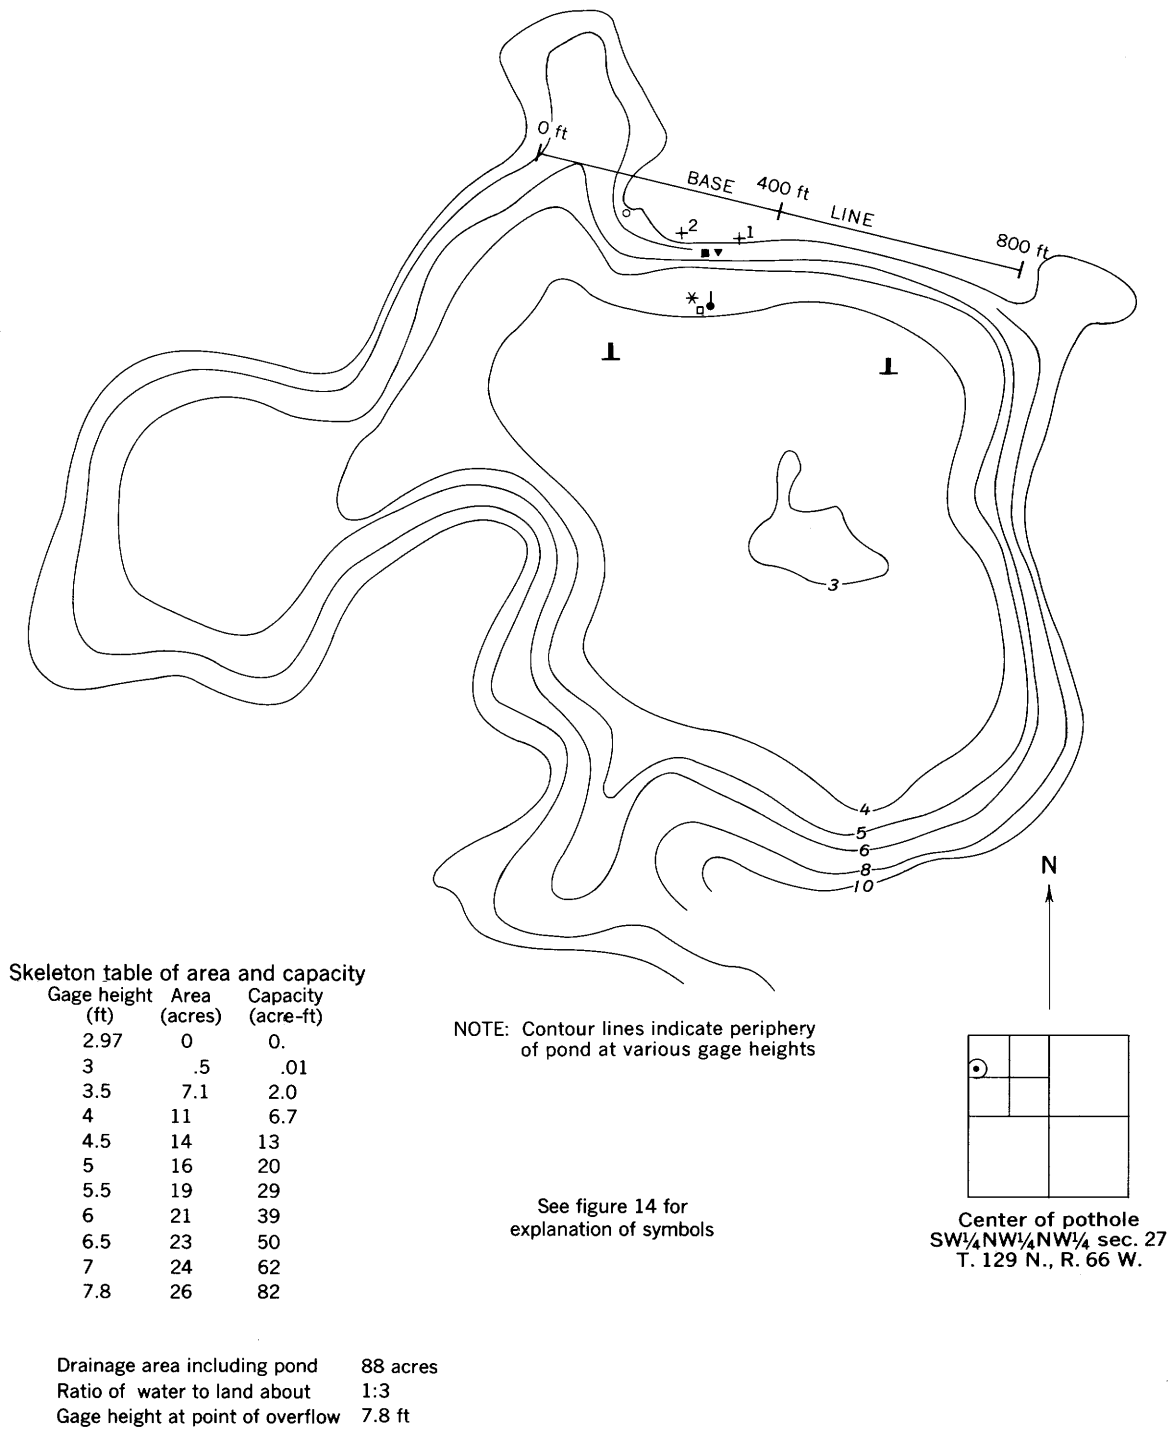 0 ft
BASE 400 ft LINE
800 ft
2
1
3
4
5
6
8
10
N
Skeleton table of area and capacity
Gage height Area Capacity
(ft) (acres) (acre-ft)
2.97 0 0.
3 .5 .01
3.5 7.1 2.0
4 11 6.7
4.5 14 13
5 16 20
5.5 19 29
6 21 39
6.5 23 50
7 24 62
7.8 26 82
NOTE: Contour lines indicate periphery
of pond at various gage heights
See figure 14 for
explanation of symbols
Center of pothole
SW¼NW¼NW¼ sec. 27
T. 129 N., R. 66 W.
Drainage area including pond 88 acres
Ratio of water to land about 1:3
Gage height at point of overflow 7.8 ft